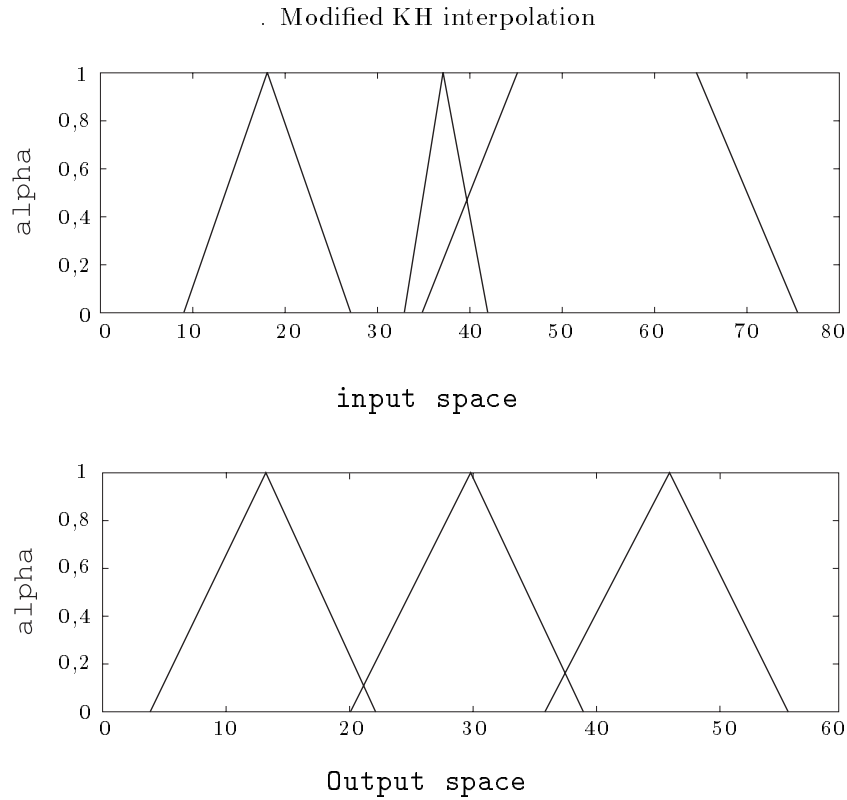 . Modified KH interpolation
1
0,8
0,6
0,4
0,2
0
alpha
0 10 20 30 40 50 60 70 80
input space
1
0,8
0,6
0,4
0,2
0
alpha
0 10 20 30 40 50 60
Output space